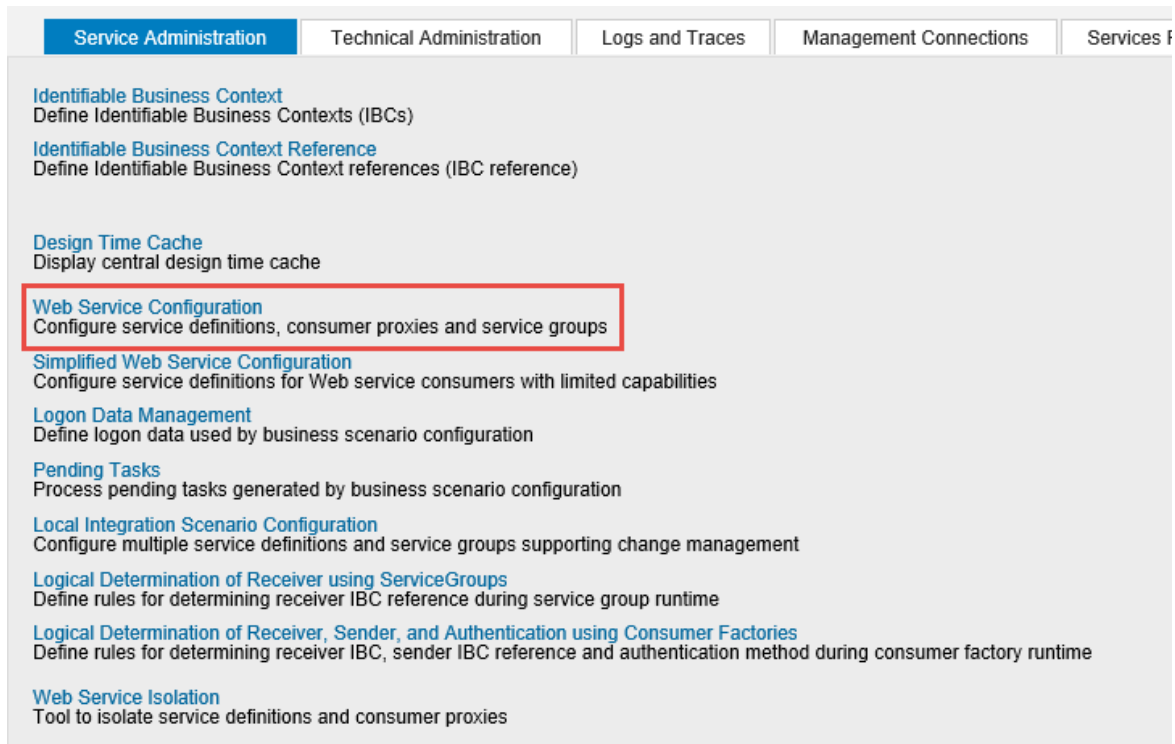 Service Administration Technical Administration Logs and Traces Management Connections Services
Identifiable Business Context
Define Identifiable Business Contexts (IBCs)
Identifiable Business Context Reference
Define Identifiable Business Context references (IBC reference)
Design Time Cache
Display central design time cache
Web Service Configuration
Configure service definitions, consumer proxies and service groups
Simplified Web Service Configuration
Configure service definitions for Web service consumers with limited capabilities
Logon Data Management
Define logon data used by business scenario configuration
Pending Tasks
Process pending tasks generated by business scenario configuration
Local Integration Scenario Configuration
Configure multiple service definitions and service groups supporting change management
Logical Determination of Receiver using ServiceGroups
Define rules for determining receiver IBC reference during service group runtime
Logical Determination of Receiver, Sender, and Authentication using Consumer Factories
Define rules for determining receiver IBC, sender IBC reference and authentication method during consumer factory runtime
Web Service Isolation
Tool to isolate service definitions and consumer proxies